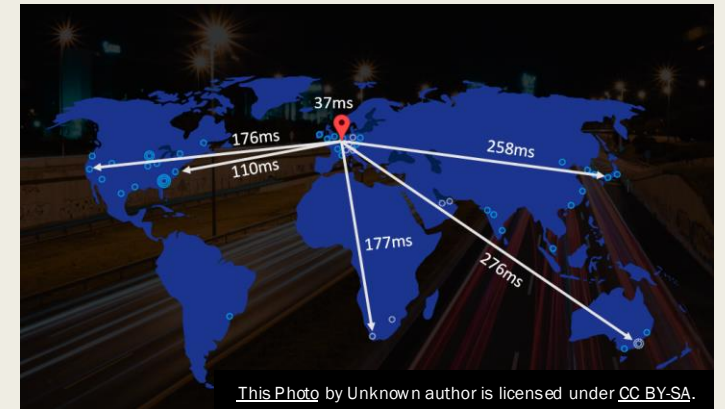 37ms
176ms
110ms
258ms
177ms
276ms
This Photo by Unknown author is licensed under CC BY-SA.